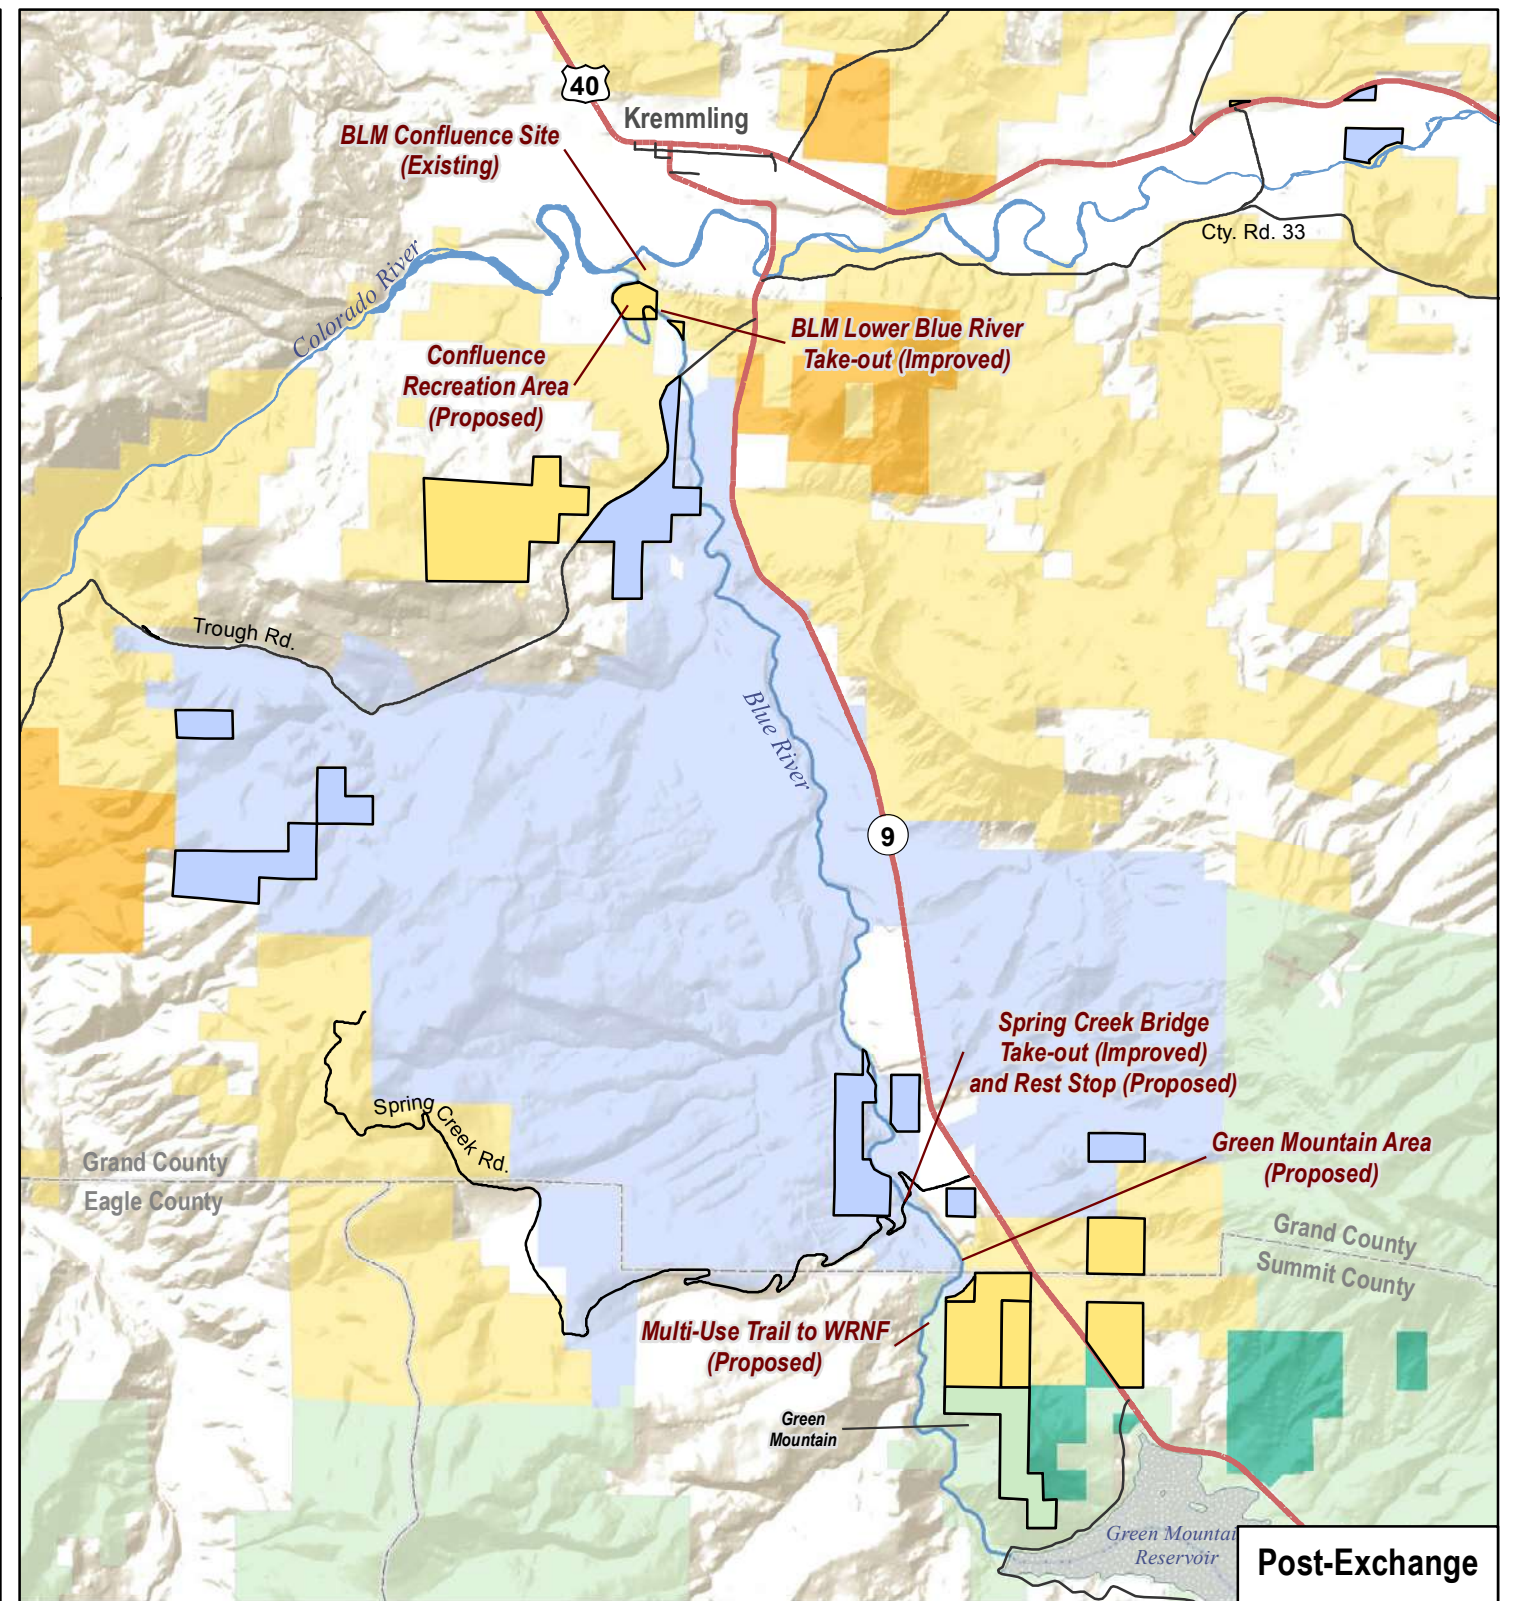 40
Kremmling
BLM Confluence Site
(Existing)
Cty. Rd. 33
Colorado River
BLM Lower Blue River
Take-out (Improved)
Confluence
Recreation Area
(Proposed)
Trough Rd.
Blue River
9
Spring Creek Bridge
Take-out (Improved)
and Rest Stop (Proposed)
Spring Creek Rd.
Green Mountain Area
(Proposed)
Grand County
Eagle County
Grand County
Summit County
Multi-Use Trail to WRNF
(Proposed)
Green
Mountain
Green Mountai
Reservoir
Post-Exchange